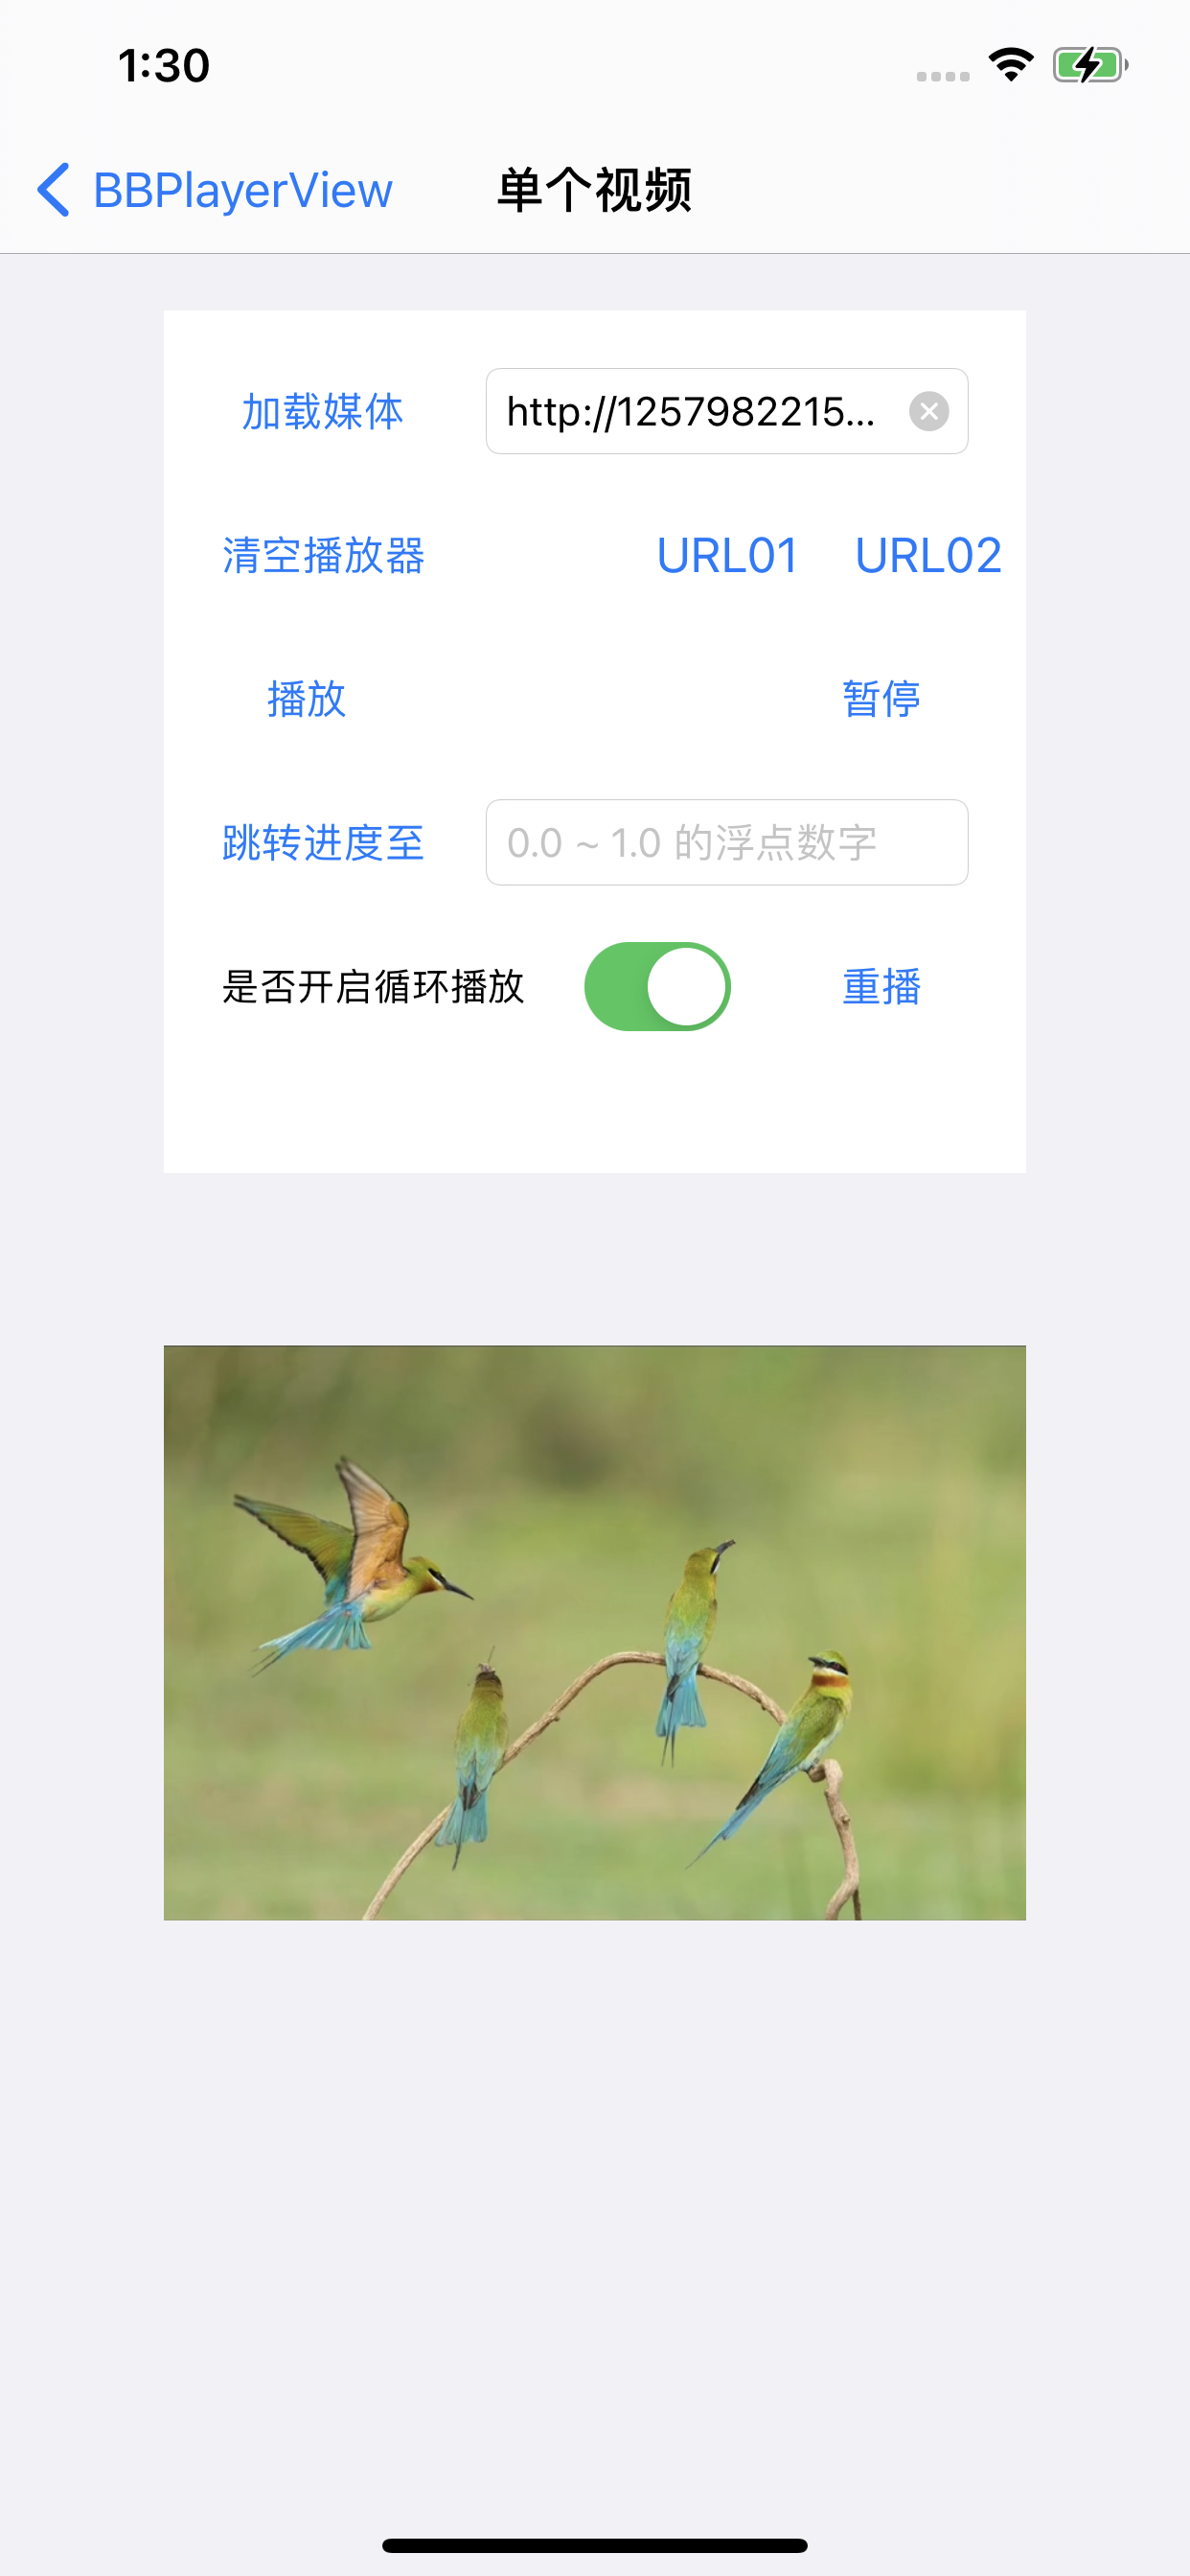 1:30
BBPlayerView 单个视频
加载媒体 http://1257982215...
清空播放器 URL01 URL02
播放 暂停
跳转进度至 0.0 ~ 1.0 的浮点数字
是否开启循环播放 重播